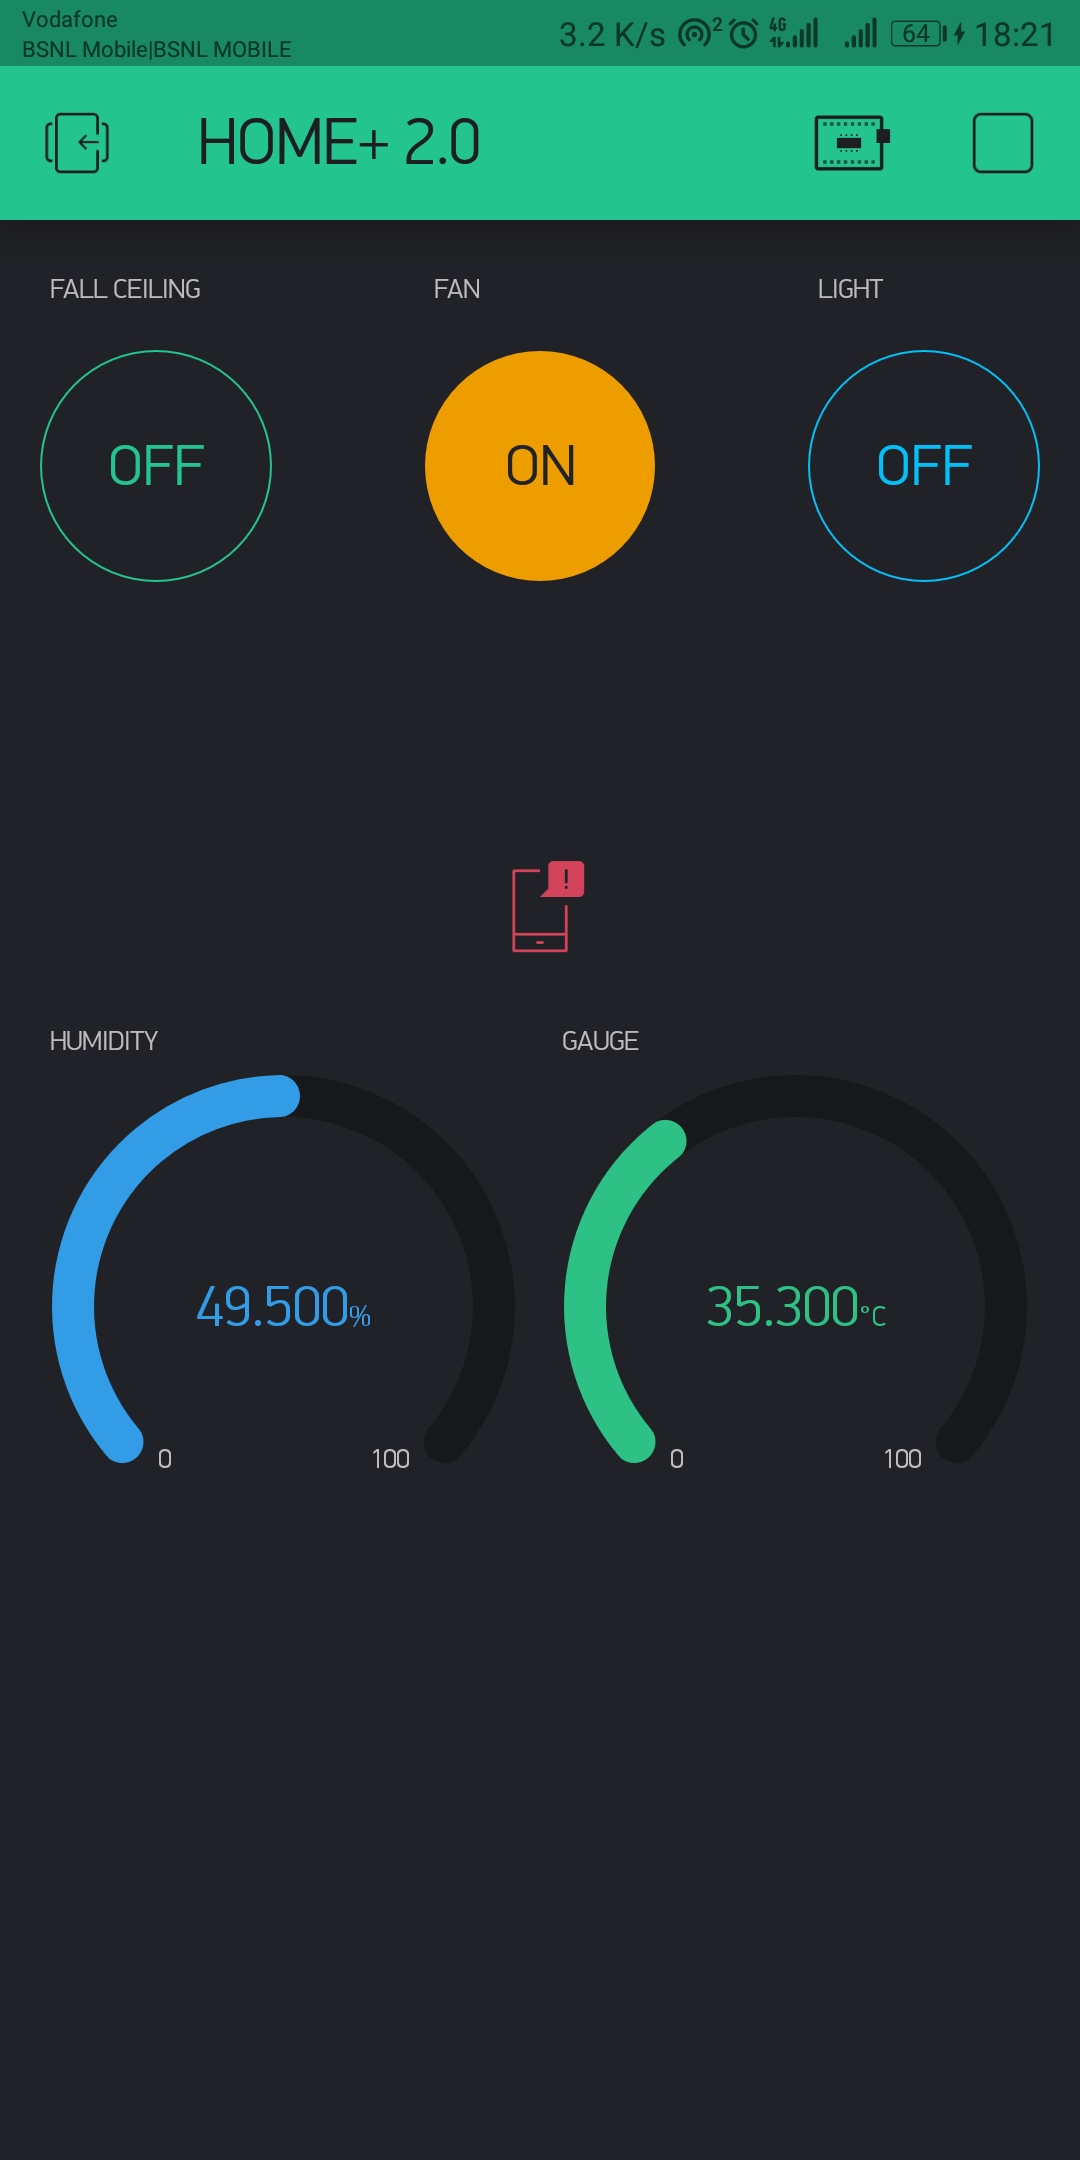 Vodafone
BSNL Mobile|BSNL MOBILE
3.2 K/s 2 4G 64 18:21
HOME+ 2.0
FALL CEILING FAN LIGHT
OFF ON OFF
!
HUMIDITY GAUGE
49.500% 35.300°C
0 100 0 100